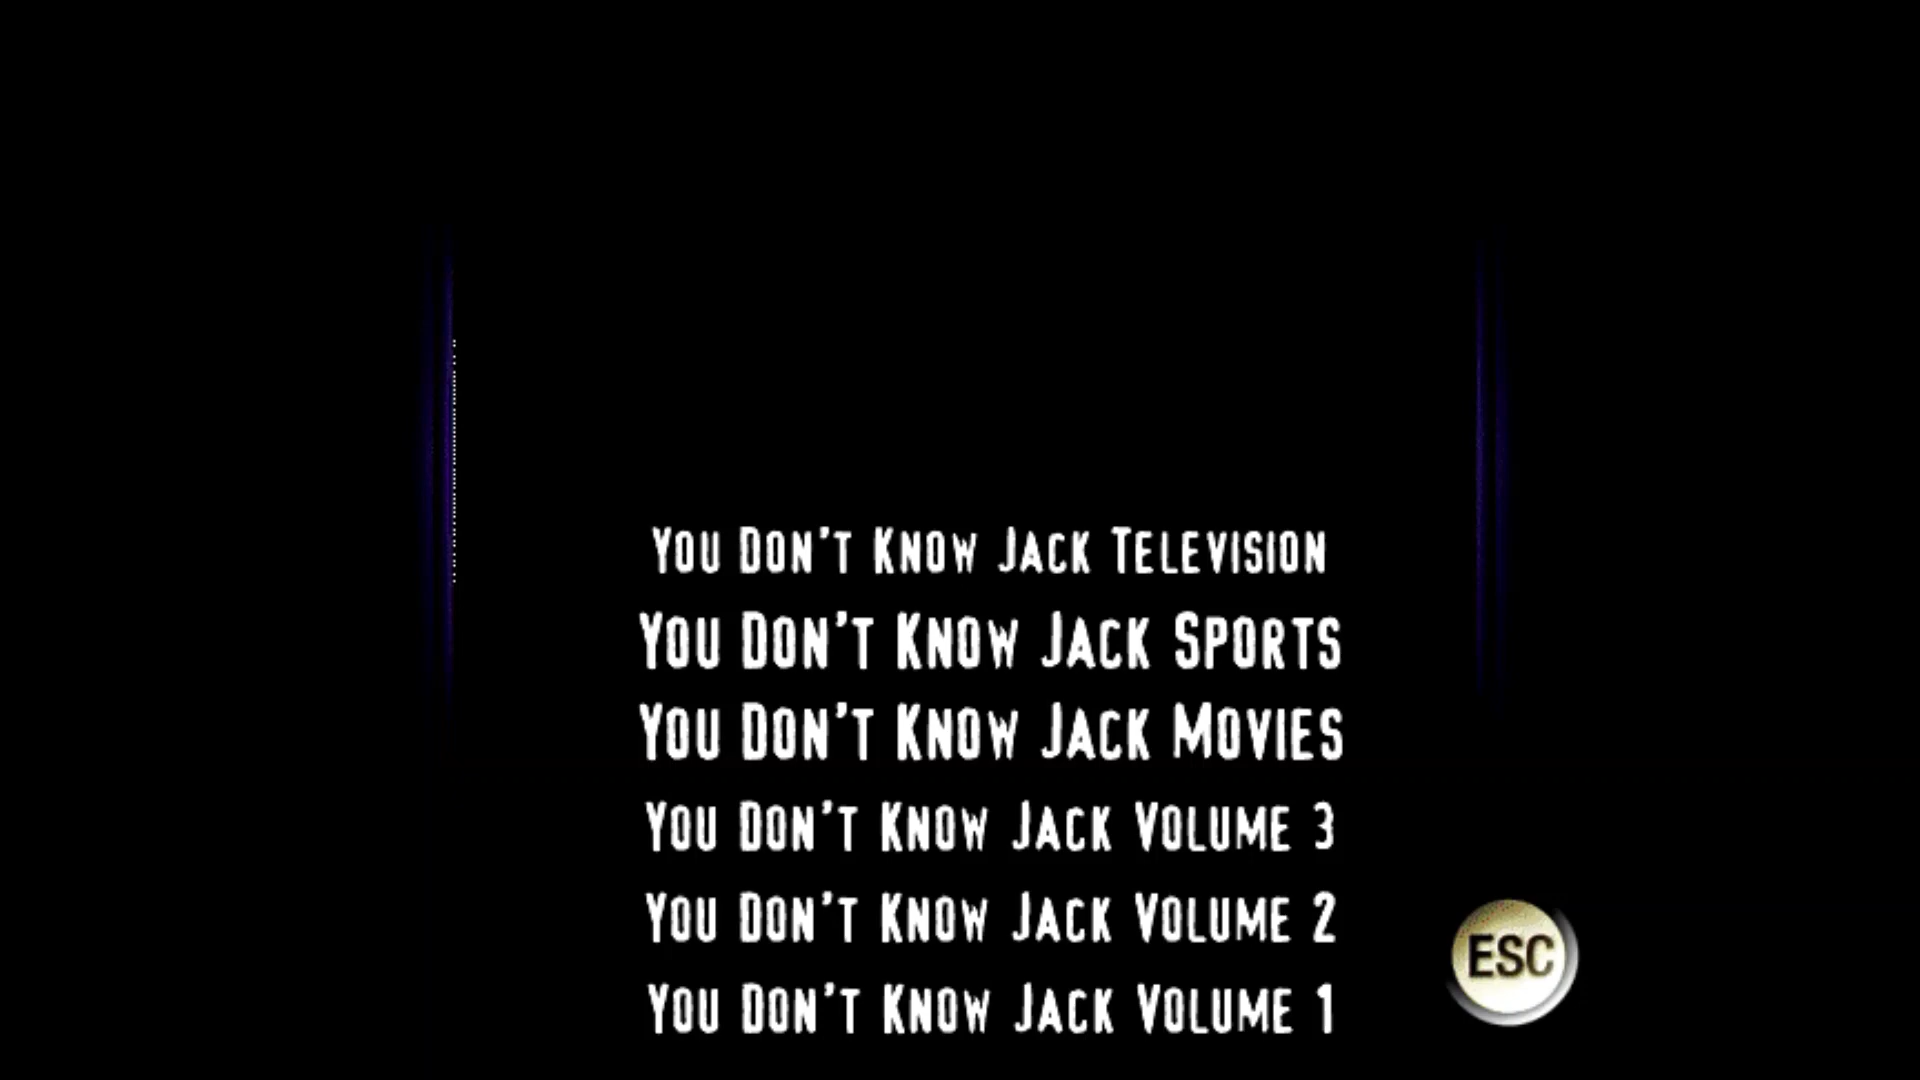 You Don't Know Jack Television
You Don't Know Jack Sports
You Don't Know Jack Movies
You Don't Know Jack Volume 3
You Don't Know Jack Volume 2
You Don't Know Jack Volume 1
ESC